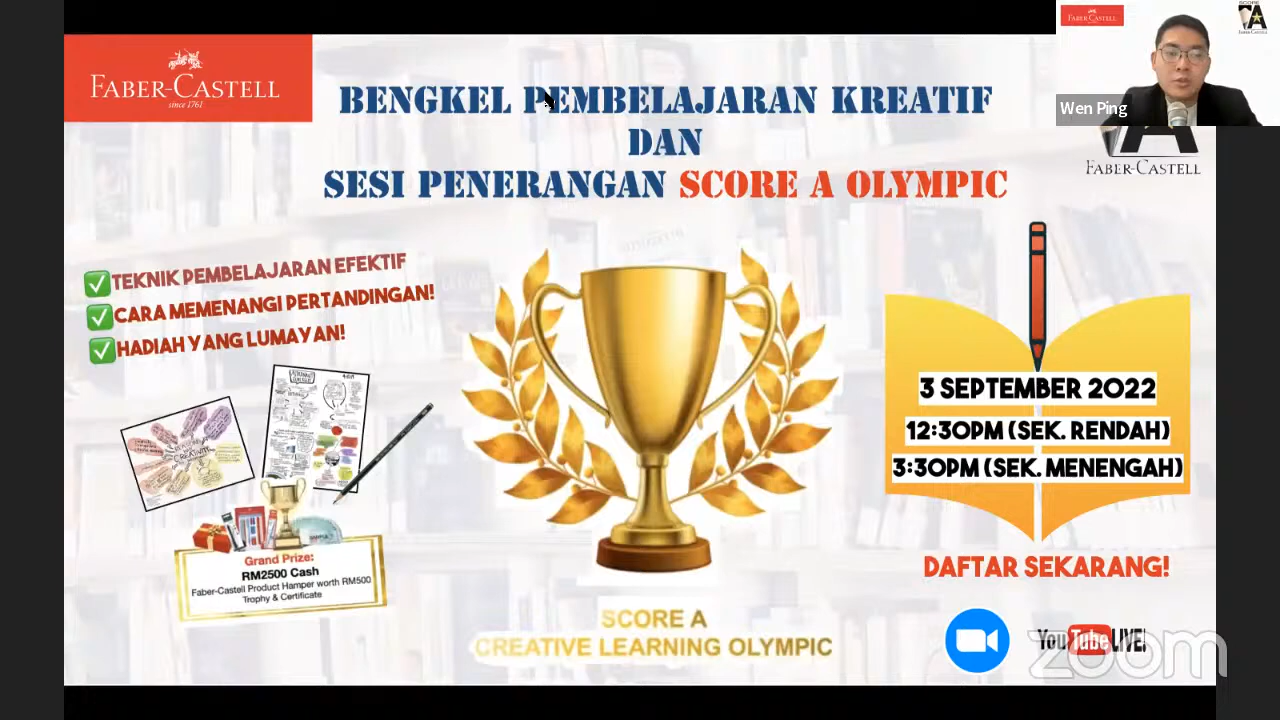 FABER-CASTELL
since 1761
BENGKEL PEMBELAJARAN KREATIF
DAN
SESI PENERANGAN SCORE A OLYMPIC
FABER-CASTELL
SCORE
A
Wen Ping
A
FABER-CASTELL
TEKNIK PEMBELAJARAN EFEKTIF
CARA MEMENANGI PERTANDINGAN!
HADIAH YANG LUMAYAN!
Grand Prize:
RM2500 Cash
Faber-Castell Product Hamper worth RM500
Trophy & Certificate
SCORE A
CREATIVE LEARNING OLYMPIC
3 SEPTEMBER 2022
12:30PM (SEK. RENDAH)
3:30PM (SEK. MENENGAH)
DAFTAR SEKARANG!
YouTube LIVE!
zoom